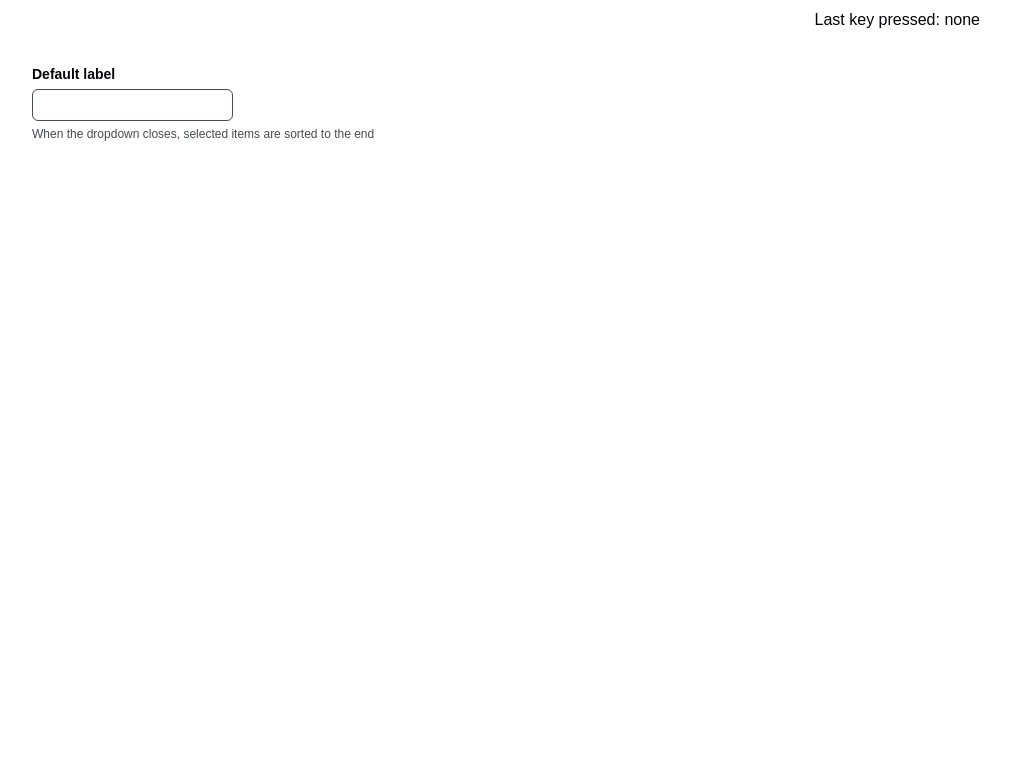 Last key pressed: none
Default label
When the dropdown closes, selected items are sorted to the end